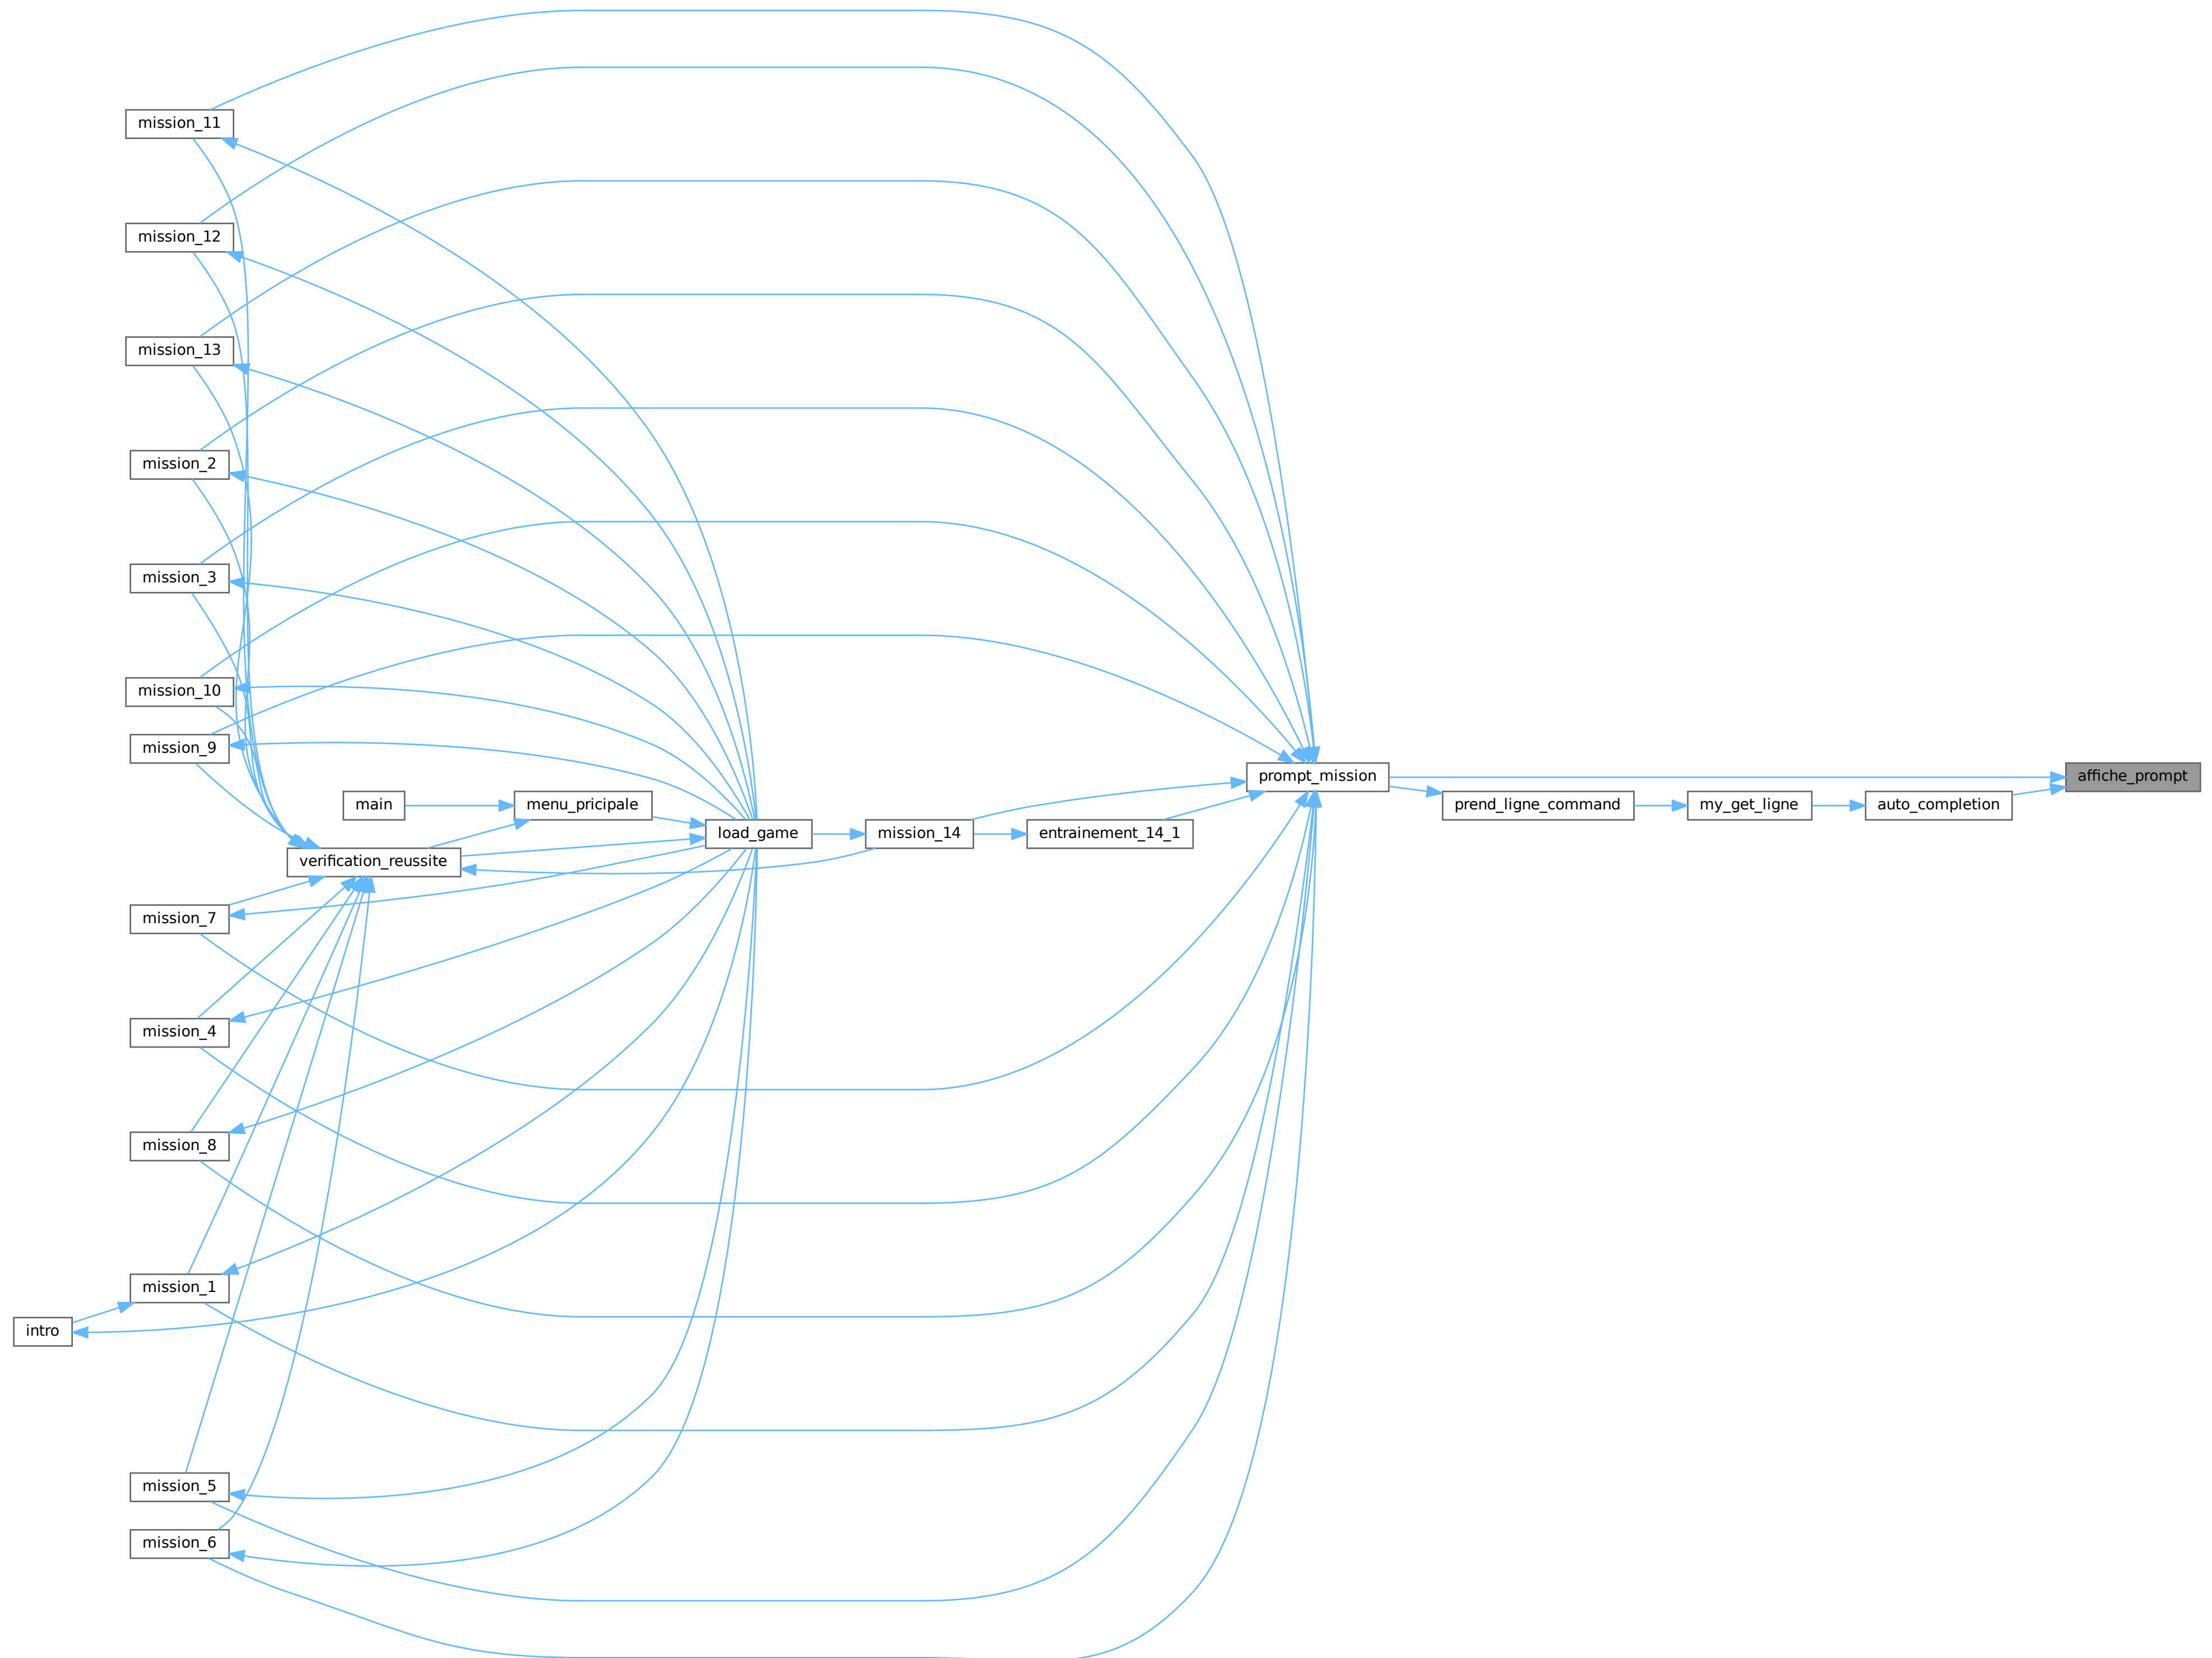 mission_11
mission_12
mission_13
mission_2
mission_3
mission_10
mission_9
prompt_mission
affiche_prompt
main
menu_pricipale
prend_ligne_command
my_get_ligne
auto_completion
load_game
mission_14
entrainement_14_1
verification_reussite
mission_7
mission_4
mission_8
mission_1
intro
mission_5
mission_6